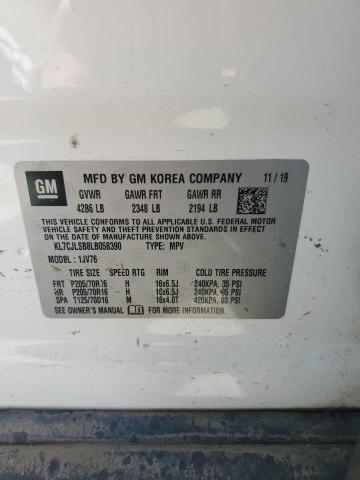 GM
MFD BY GM KOREA COMPANY 11/19
GVWR GAWR FRT GAWR RR
4286 LB 2348 LB 2194 LB
THIS VEHICLE CONFORMS TO ALL APPLICABLE U.S. FEDERAL MOTOR
VEHICLE SAFETY, BUMPER, AND THEFT PREVENTION STANDARDS IN
EFFECT ON THE DATE OF MANUFACTURE SHOWN ABOVE.
KL7CJLSB8LB058390 TYPE: MPV
MODEL: 1JV76
TIRE SIZE SPEED RTG RIM COLD TIRE PRESSURE
FRT P205/70R16 H 16x6.5J 240KPA, 35 PSI
RR P205/70R16 H 16x6.5J 240KPA, 35 PSI
SPA T125/70D16 M 16x4.0T 420KPA, 60 PSI
SEE OWNER'S MANUAL FOR MORE INFORMATION